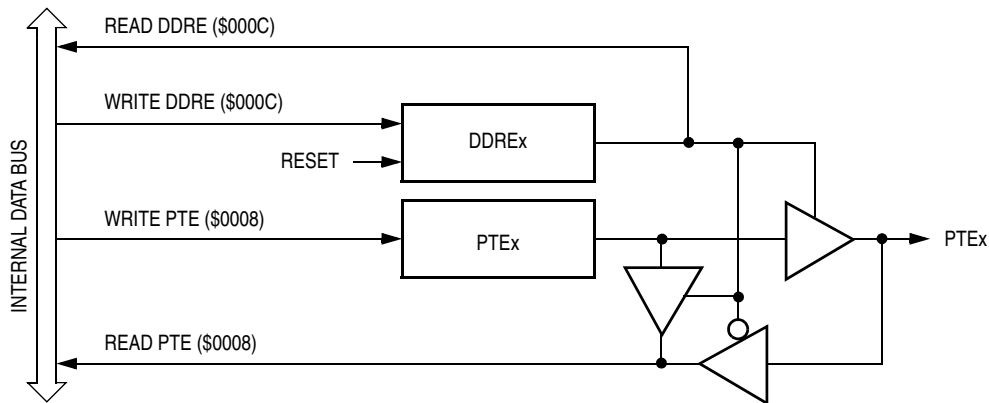 READ DDRE ($000C)
WRITE DDRE ($000C)
DDREx
RESET
WRITE PTE ($0008)
PTEx
PTEx
READ PTE ($0008)
INTERNAL DATA BUS